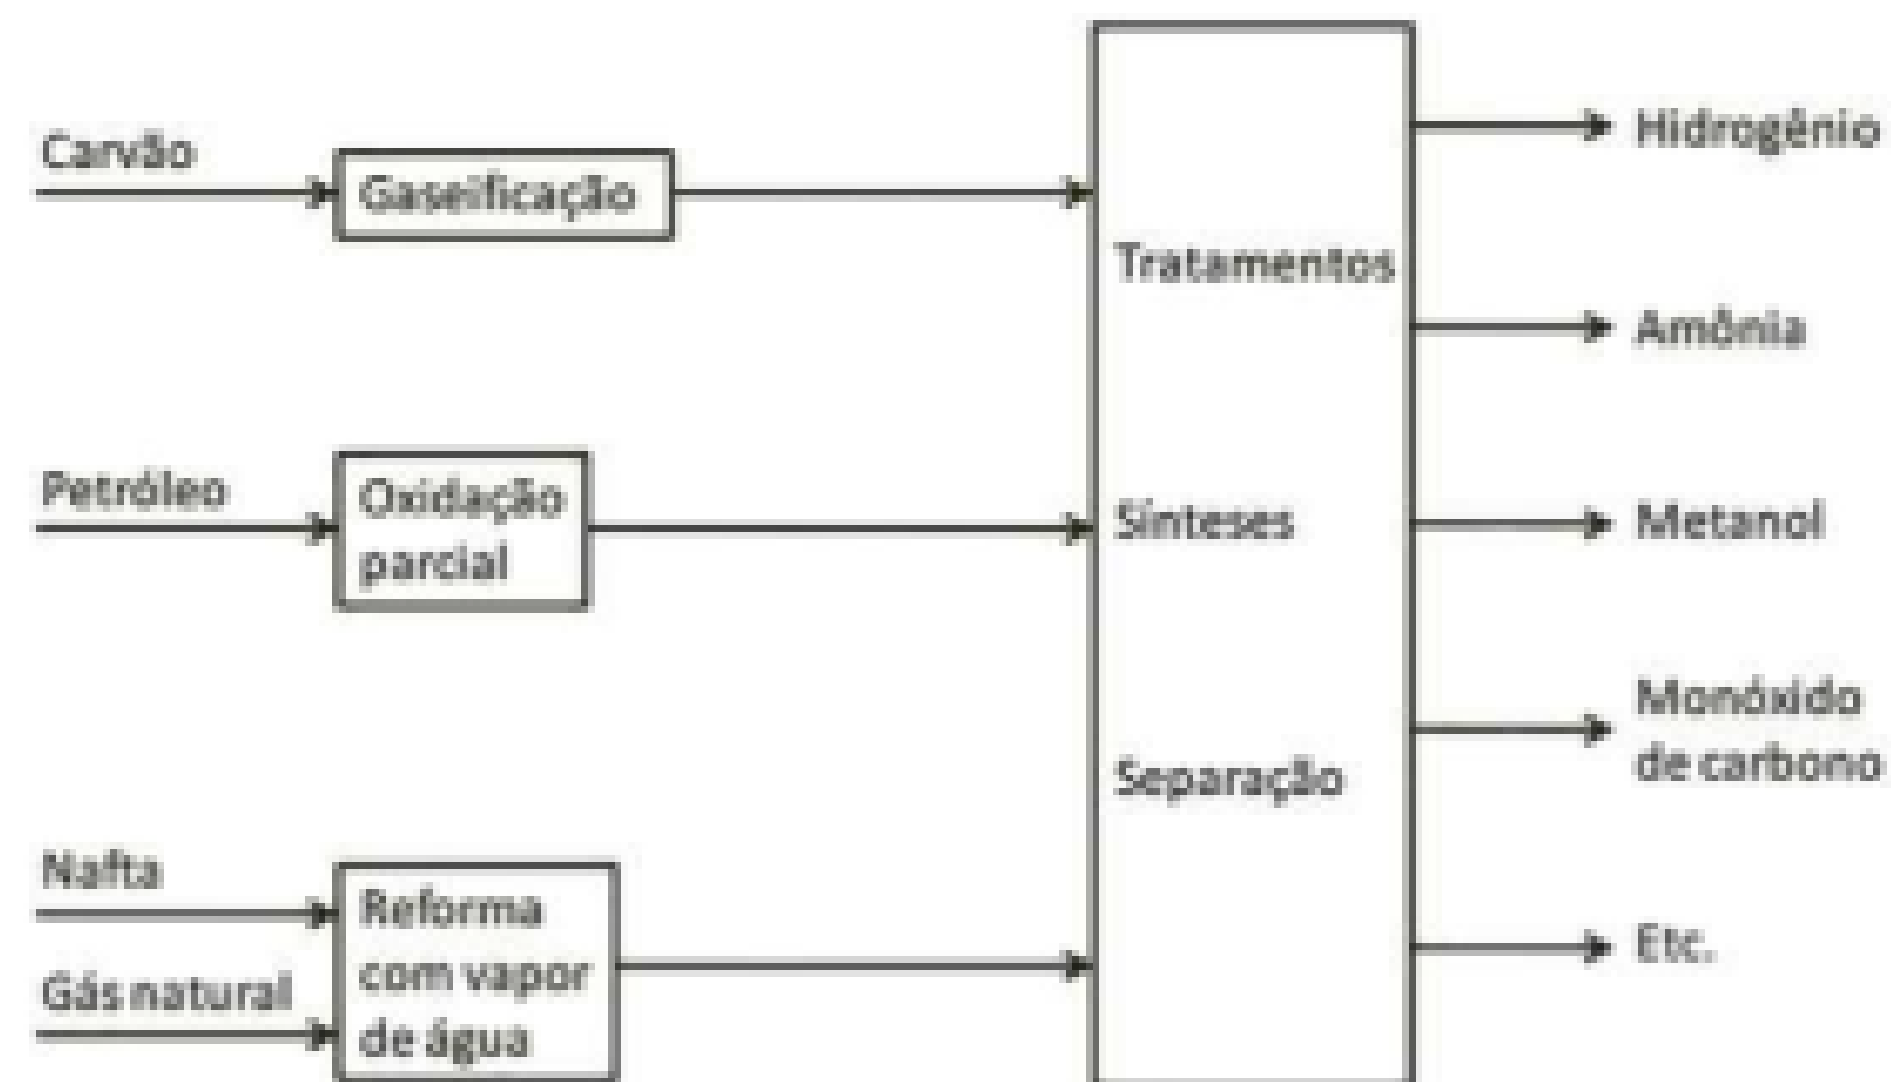 Carvão
Gaseificação
Petróleo
Oxidação
parcial
Nafta
Gás natural
Reforma
com vapor
de água
Tratamentos
Sínteses
Separação
Hidrogênio
Amônia
Metanol
Monóxido
de carbono
Etc.